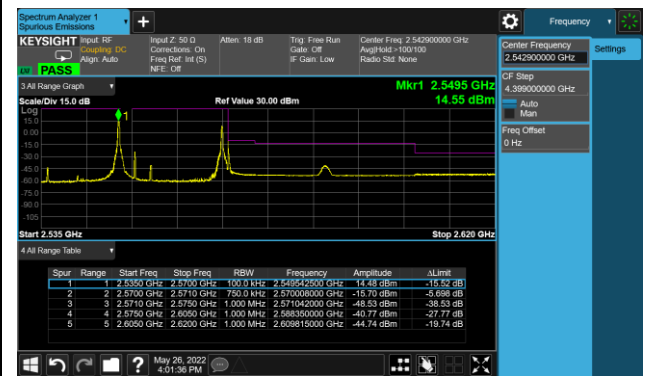 Spectrum Analyzer 1
Spurious Emissions
Frequency
KEYSIGHT
Input: RF
Coupling: DC
Align: Auto
Input Z: 50 Ω
Corrections: On
Freq Ref: Int (S)
NFE: Off
Atten: 18 dB
Trig: Free Run
Gate: Off
IF Gain: Low
Center Freq: 2.542900000 GHz
Avg|Hold:>100/100
Radio Std: None
PASS
Center Frequency
2.542900000 GHz
Settings
CF Step
4.399000000 GHz
Auto
Man
Freq Offset
0 Hz
3 All Range Graph
Mkr1 2.5495 GHz
Scale/Div 15.0 dB
Ref Value 30.00 dBm
14.55 dBm
Log
1
15.0
0.00
-15.0
-30.0
-45.0
-60.0
-75.0
-90.0
-105
Start 2.535 GHz
Stop 2.620 GHz
4 All Range Table
Spur Range Start Freq Stop Freq RBW Frequency Amplitude ΔLimit
1 1 2.5350 GHz 2.5700 GHz 100.0 kHz 2.549542500 GHz 14.48 dBm -15.52 dB
2 2 2.5700 GHz 2.5710 GHz 750.0 kHz 2.570008000 GHz -15.70 dBm -5.698 dB
3 3 2.5710 GHz 2.5750 GHz 1.000 MHz 2.571042000 GHz -48.53 dBm -38.53 dB
4 4 2.5750 GHz 2.6050 GHz 1.000 MHz 2.588350000 GHz -40.77 dBm -27.77 dB
5 5 2.6050 GHz 2.6200 GHz 1.000 MHz 2.609815000 GHz -44.74 dBm -19.74 dB
?
May 26, 2022
4:01:36 PM